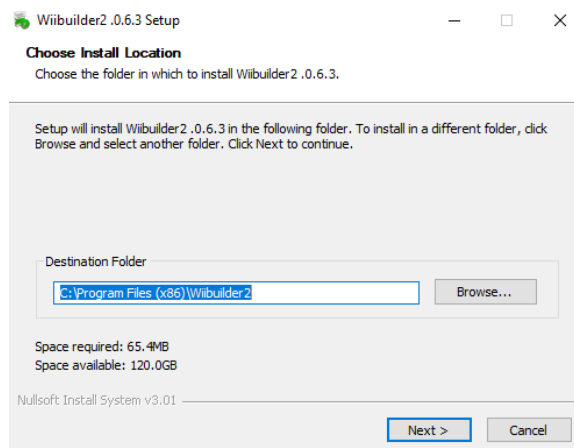 Wiibuilder2 .0.6.3 Setup
Choose Install Location
Choose the folder in which to install Wiibuilder2 .0.6.3.
Setup will install Wiibuilder2 .0.6.3 in the following folder. To install in a different folder, click
Browse and select another folder. Click Next to continue.
Destination Folder
C:\Program Files (x86)\Wiibuilder2
Browse...
Space required: 65.4MB
Space available: 120.0GB
Nullsoft Install System v3.01
Next >
Cancel